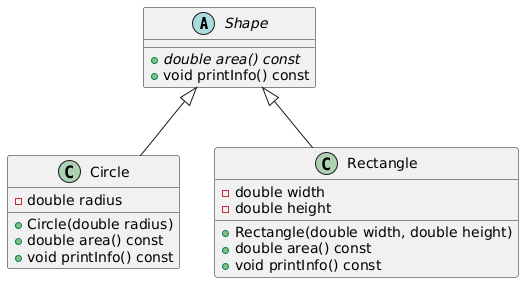 A Shape
double area() const
void printInfo() const
C Circle
double radius
Circle(double radius)
double area() const
void printInfo() const
C Rectangle
double width
double height
Rectangle(double width, double height)
double area() const
void printInfo() const